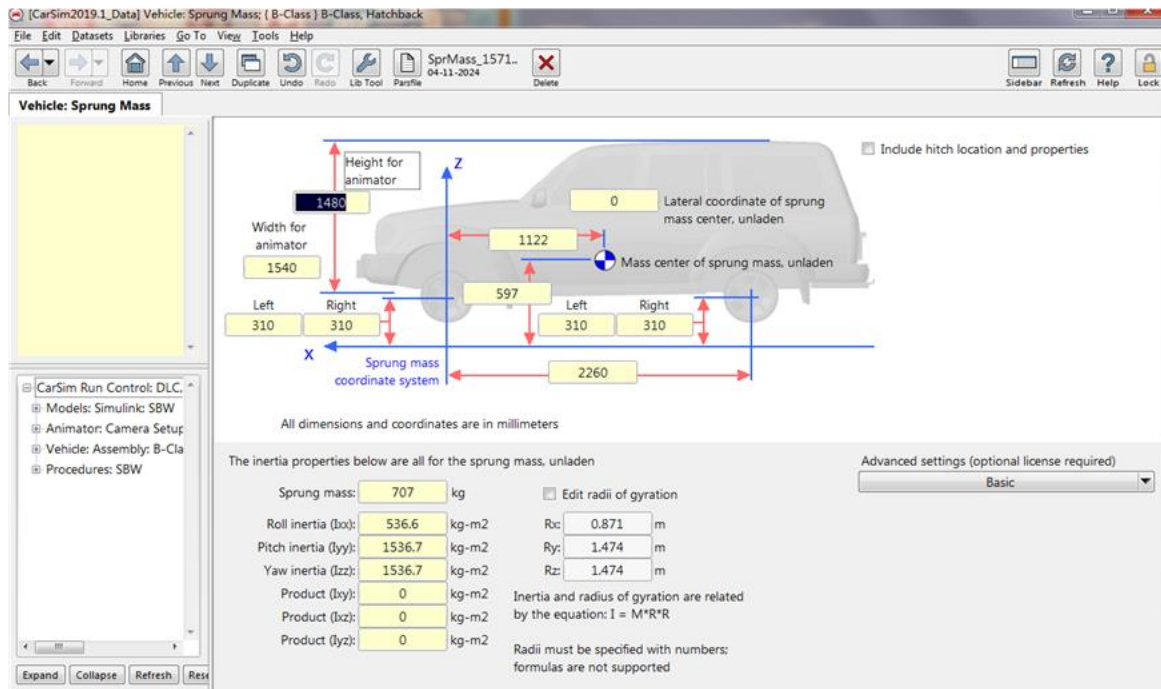 [CarSim2019.1_Data] Vehicle: Sprung Mass; { B-Class } B-Class, Hatchback
File Edit Datasets Libraries Go To View Tools Help
Back Forward Home Previous Next Duplicate Undo Redo Lib Tool Parsfile
SprMass_1571..
04-11-2024
Delete Sidebar Refresh Help Lock
Vehicle: Sprung Mass
Height for
animator
1480
Width for
animator
1540
Z
0
Lateral coordinate of sprung
mass center, unladen
Include hitch location and properties
1122
Mass center of sprung mass, unladen
597
Left Right
310 310
Left Right
310 310
X
Sprung mass
coordinate system
2260
All dimensions and coordinates are in millimeters
CarSim Run Control: DLC,
Models: Simulink: SBW
Animator: Camera Setup
Vehicle: Assembly: B-Cla
Procedures: SBW
Expand Collapse Refresh Rese
The inertia properties below are all for the sprung mass, unladen
Sprung mass: 707 kg
Roll inertia (Ixx): 536.6 kg-m2
Pitch inertia (Iyy): 1536.7 kg-m2
Yaw inertia (Izz): 1536.7 kg-m2
Product (Ixy): 0 kg-m2
Product (Ixz): 0 kg-m2
Product (Iyz): 0 kg-m2
Edit radii of gyration
Rx: 0.871 m
Ry: 1.474 m
Rz: 1.474 m
Inertia and radius of gyration are related
by the equation: I = M*R*R
Radii must be specified with numbers;
formulas are not supported
Advanced settings (optional license required)
Basic